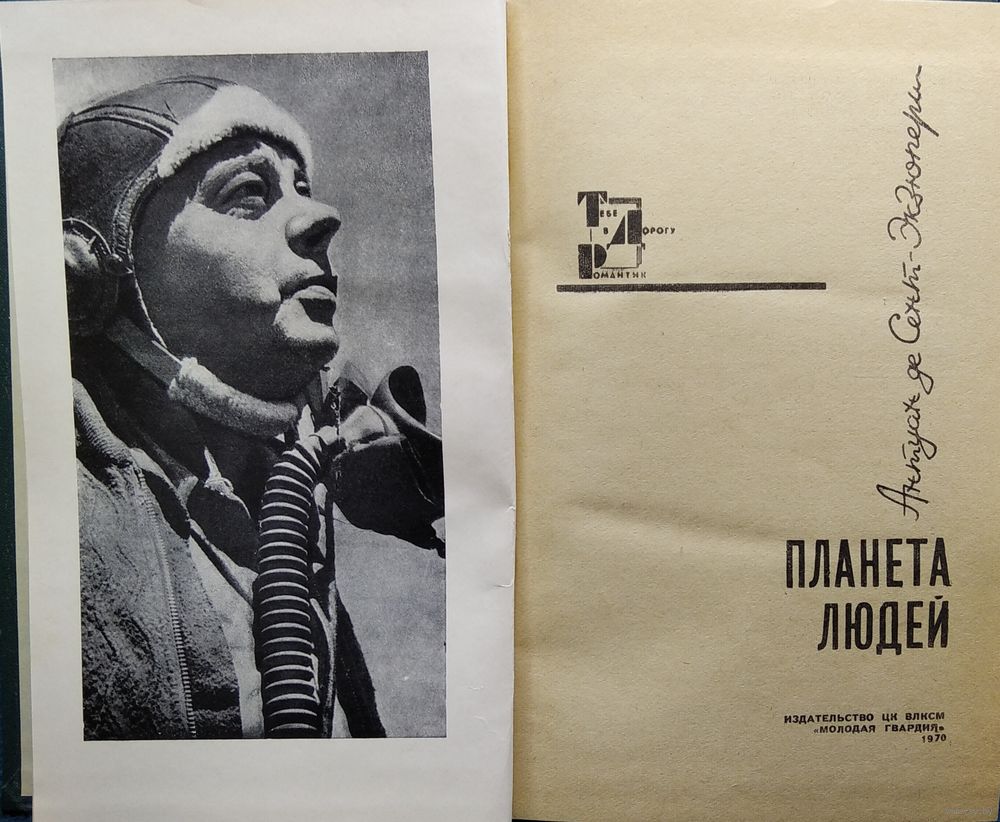 Тебе
в Дорогу
Романтик
Антуан де Сент-Экзюпери
ПЛАНЕТА
ЛЮДЕЙ
ИЗДАТЕЛЬСТВО ЦК ВЛКСМ
«МОЛОДАЯ ГВАРДИЯ»
1970